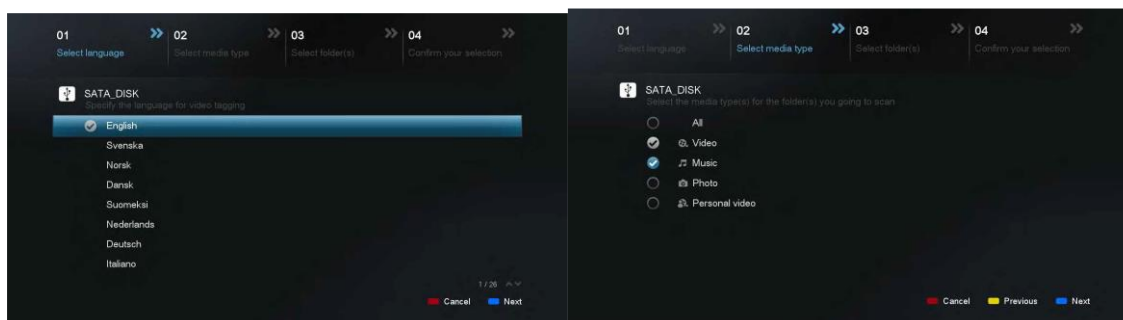 01 02 03 04
Select language Select media type Select folder(s) Confirm your selection
SATA_DISK
Specify the language for video tagging
English
Svenska
Norsk
Dansk
Suomeksi
Nederlands
Deutsch
Italiano
1 / 26
Cancel Next
01 02 03 04
Select language Select media type Select folder(s) Confirm your selection
SATA_DISK
Select the media type(s) for the folder(s) you going to scan
All
Video
Music
Photo
Personal video
Cancel Previous Next